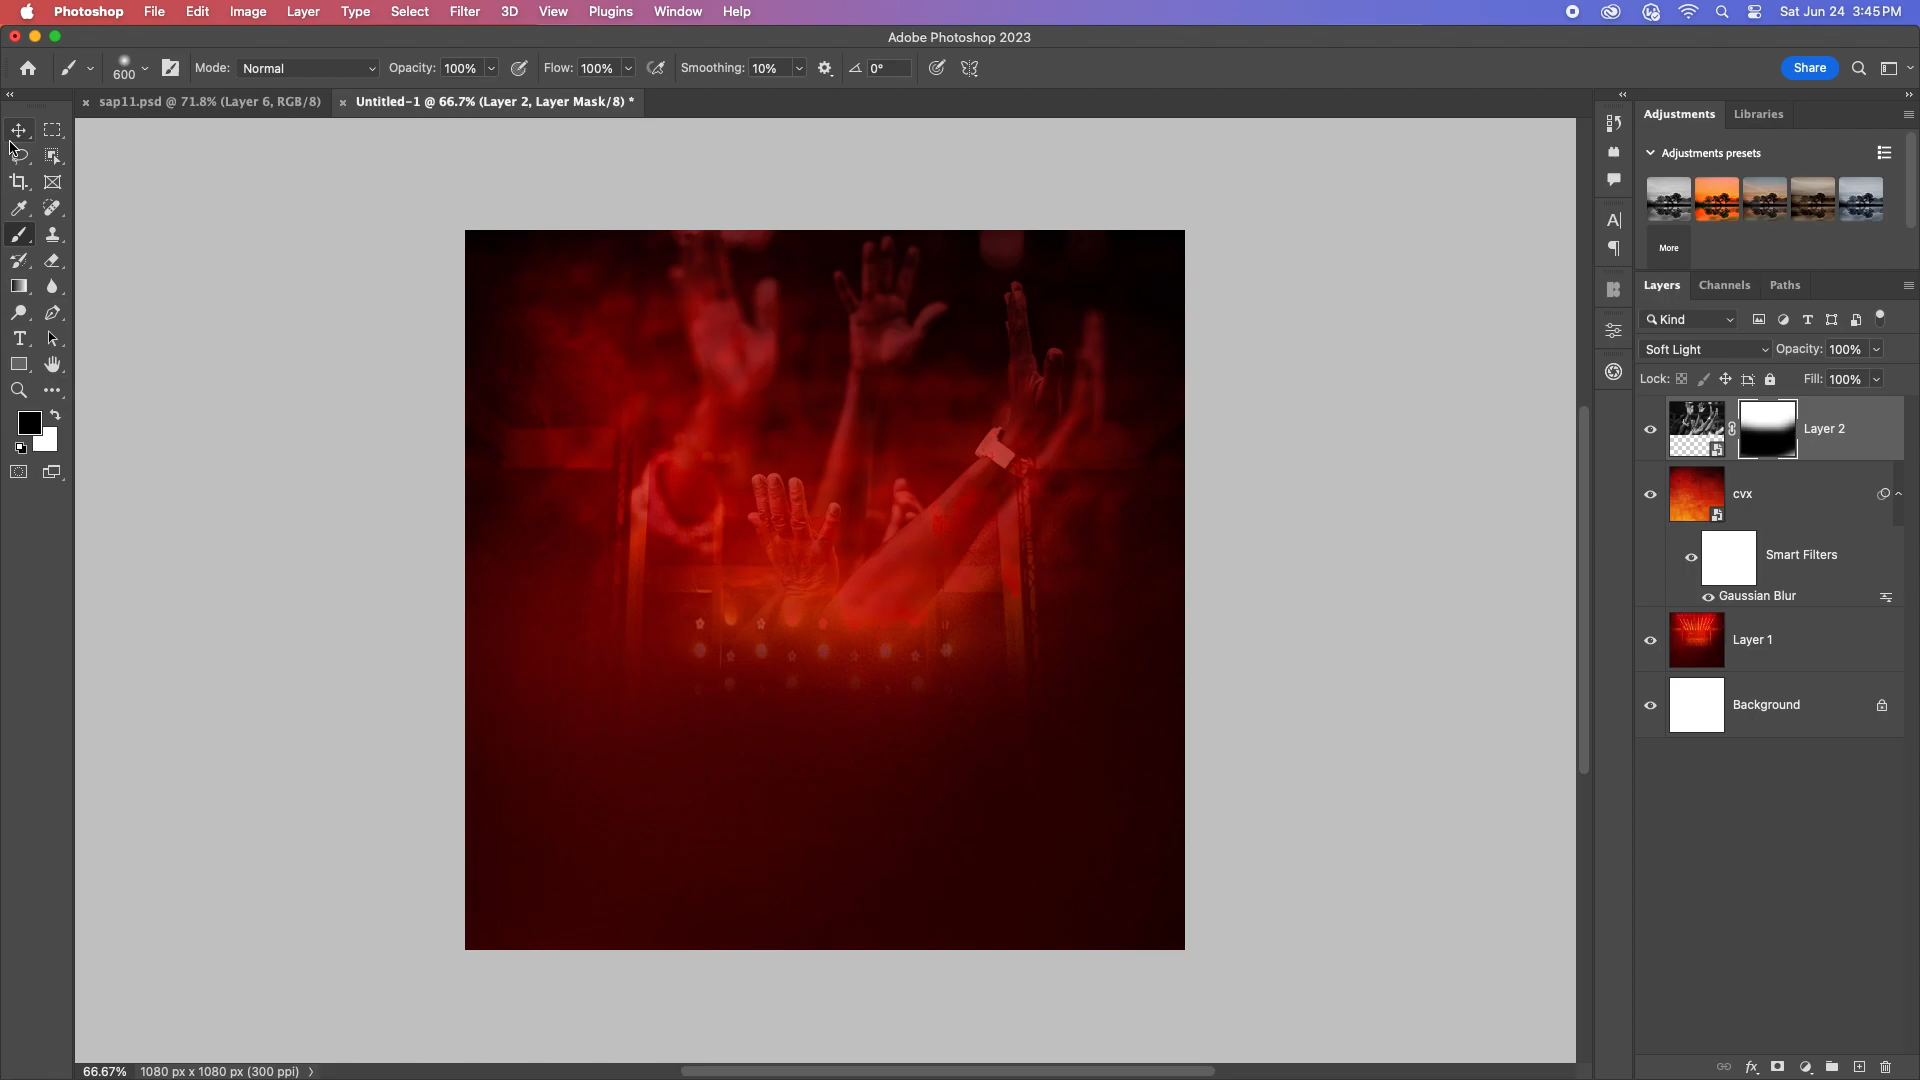 Photoshop File Edit Image Layer Type Select Filter 3D View Plugins Window Help Sat Jun 24 3:45 PM
Adobe Photoshop 2023
600 Mode: Normal Opacity: 100% Flow: 100% Smoothing: 10% 0° Share
sap11.psd @ 71.8% (Layer 6, RGB/8) Untitled-1 @ 66.7% (Layer 2, Layer Mask/8) *
Adjustments Libraries
Adjustments presets
More
Layers Channels Paths
Kind
Soft Light Opacity: 100%
Lock: Fill: 100%
Layer 2
cvx
Smart Filters
Gaussian Blur
Layer 1
Background
66.67% 1080 px x 1080 px (300 ppi)